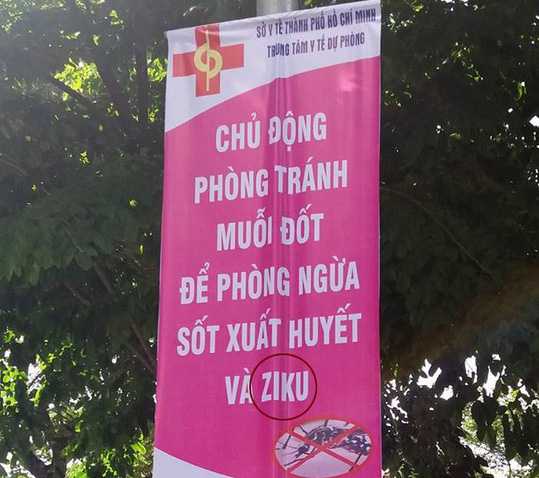 SỞ Y TẾ THÀNH PHỐ HỒ CHÍ MINH
TRUNG TÂM Y TẾ DỰ PHÒNG
CHỦ ĐỘNG
PHÒNG TRÁNH
MUỖI ĐỐT
ĐỂ PHÒNG NGỪA
SỐT XUẤT HUYẾT
VÀ ZIKU